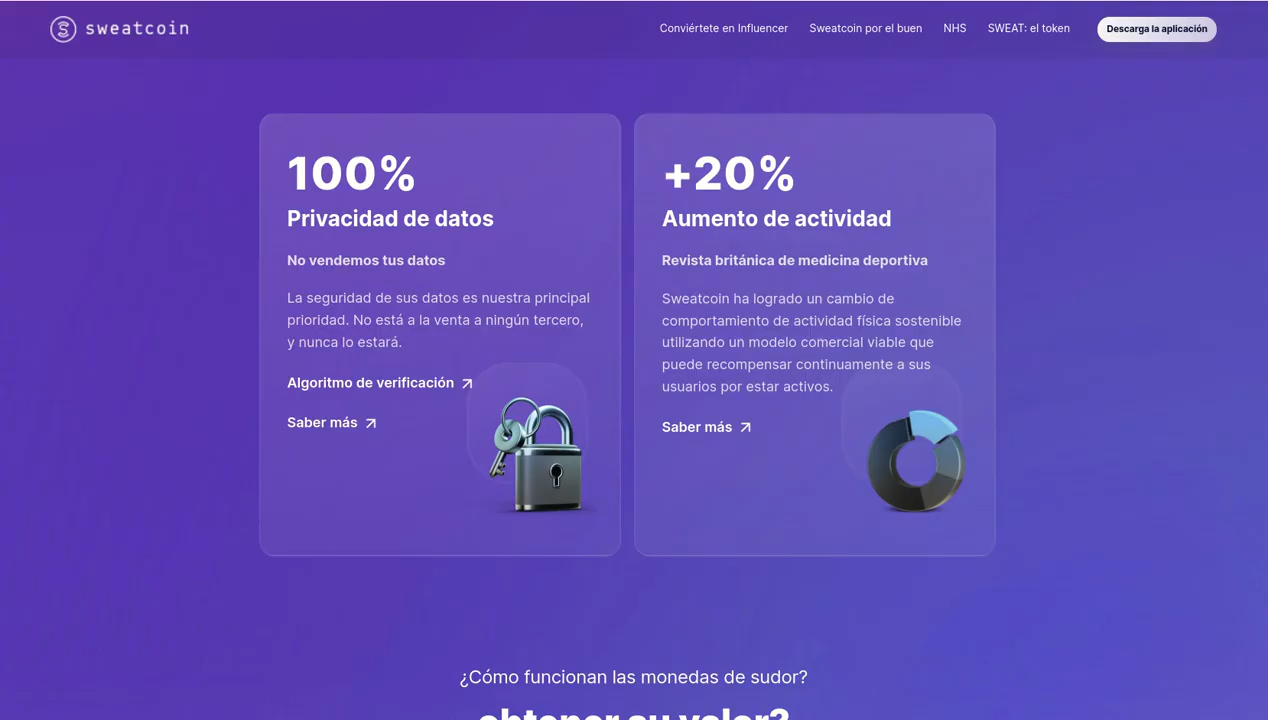 sweatcoin
Conviértete en Influencer
Sweatcoin por el buen
NHS
SWEAT: el token
Descarga la aplicación
100%
Privacidad de datos
No vendemos tus datos
La seguridad de sus datos es nuestra principal
prioridad. No está a la venta a ningún tercero,
y nunca lo estará.
Algoritmo de verificación
Saber más
+20%
Aumento de actividad
Revista británica de medicina deportiva
Sweatcoin ha logrado un cambio de
comportamiento de actividad física sostenible
utilizando un modelo comercial viable que
puede recompensar continuamente a sus
usuarios por estar activos.
Saber más
¿Cómo funcionan las monedas de sudor?
obtener su valor?